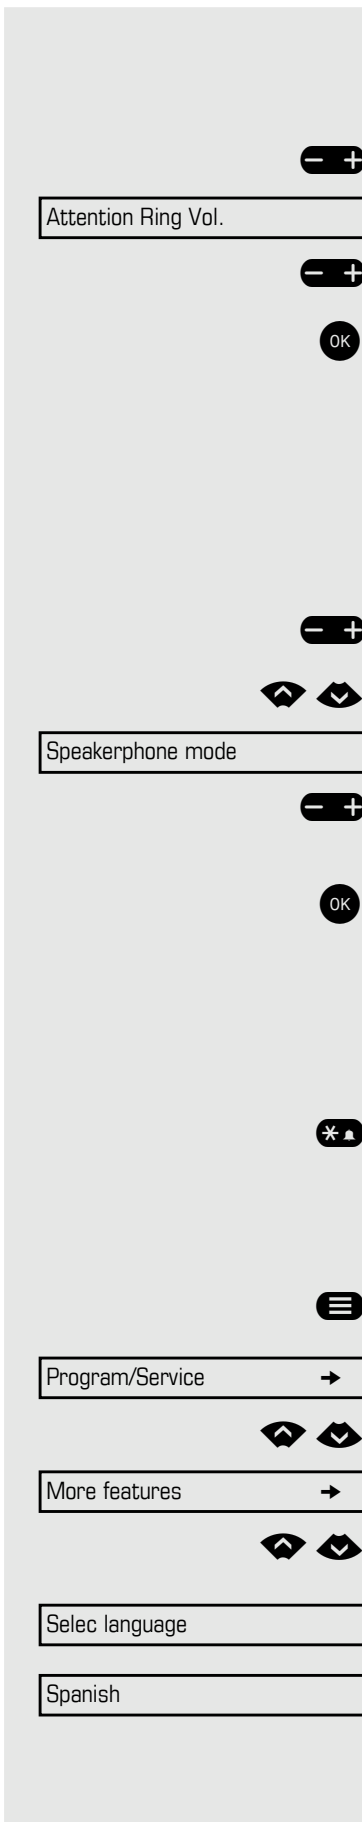 − +
Attention Ring Vol.
− +
OK
− +
Speakerphone mode
− +
OK
*
Program/Service →
More features →
Selec language
Spanish